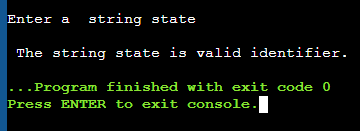 Enter a  string state
 The string state is valid identifier.
...Program finished with exit code 0
Press ENTER to exit console.